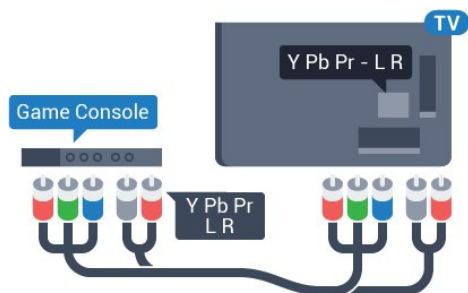 TV
Y Pb Pr - L R
Game Console
Y Pb Pr
L R